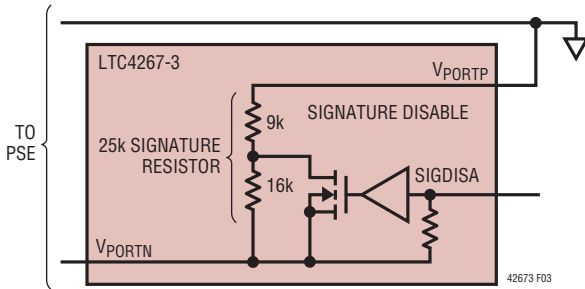 LTC4267-3
VPORTP
9k
SIGNATURE DISABLE
TO
PSE
25k SIGNATURE
RESISTOR
16k
SIGDISA
VPORTN
42673 F03